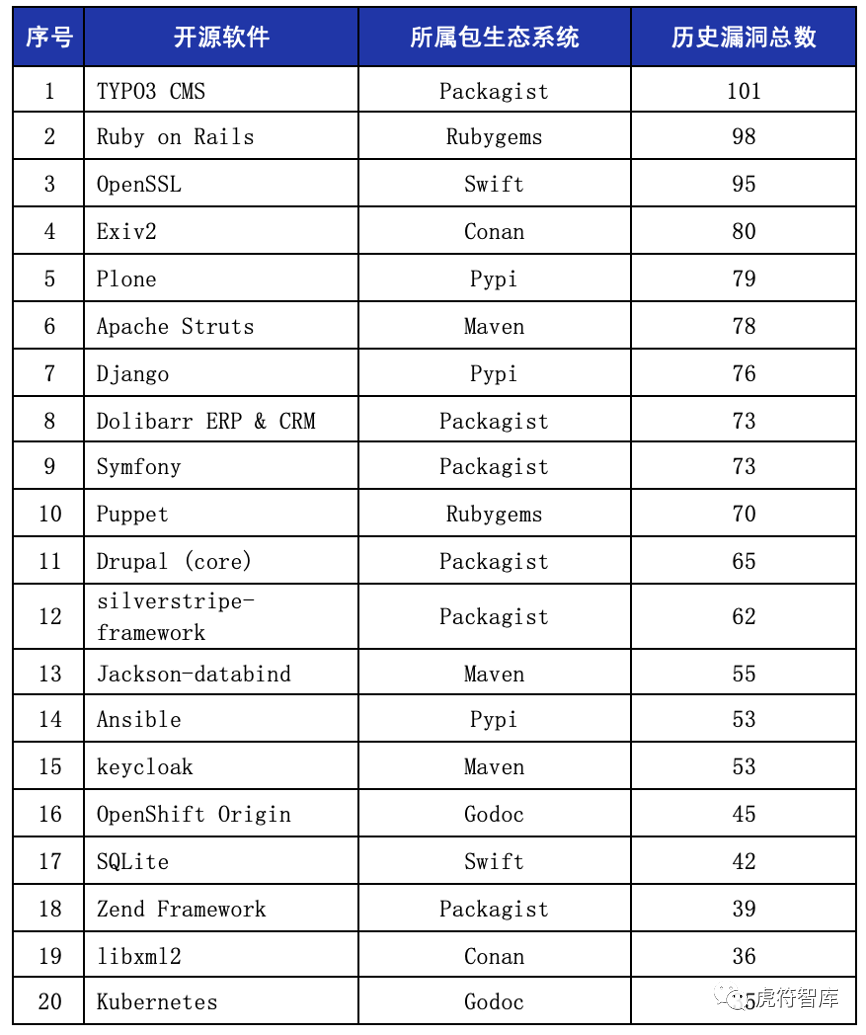 序号 开源软件 所属包生态系统 历史漏洞总数
1 TYPO3 CMS Packagist 101
2 Ruby on Rails Rubygems 98
3 OpenSSL Swift 95
4 Exiv2 Conan 80
5 Plone Pypi 79
6 Apache Struts Maven 78
7 Django Pypi 76
8 Dolibarr ERP & CRM Packagist 73
9 Symfony Packagist 73
10 Puppet Rubygems 70
11 Drupal (core) Packagist 65
12 silverstripe-
framework Packagist 62
13 Jackson-databind Maven 55
14 Ansible Pypi 53
15 keycloak Maven 53
16 OpenShift Origin Godoc 45
17 SQLite Swift 42
18 Zend Framework Packagist 39
19 libxml2 Conan 36
20 Kubernetes Godoc
虎符智库